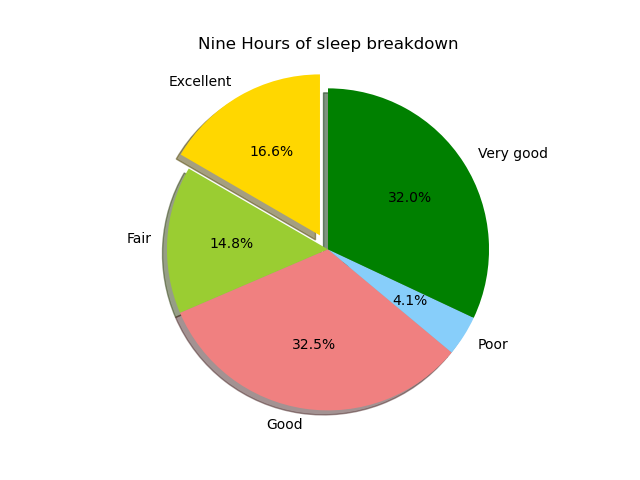 Nine Hours of sleep breakdown
Excellent
16.6%
Very good
32.0%
Fair
14.8%
4.1%
Poor
32.5%
Good